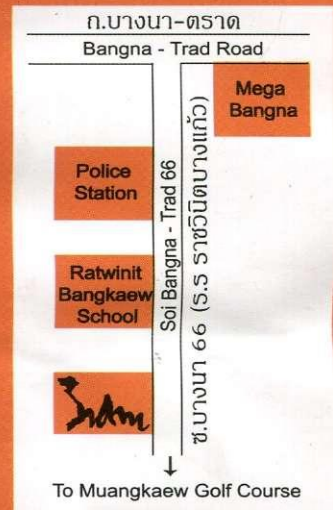 ถ.บางนา-ตราด
Bangna - Trad Road
Mega
Bangna
Police
Station
Soi Bangna - Trad 66
ซ.บางนา 66 (ร.ร ราชวินิตบางแก้ว)
Ratwinit
Bangkaew
School
To Muangkaew Golf Course